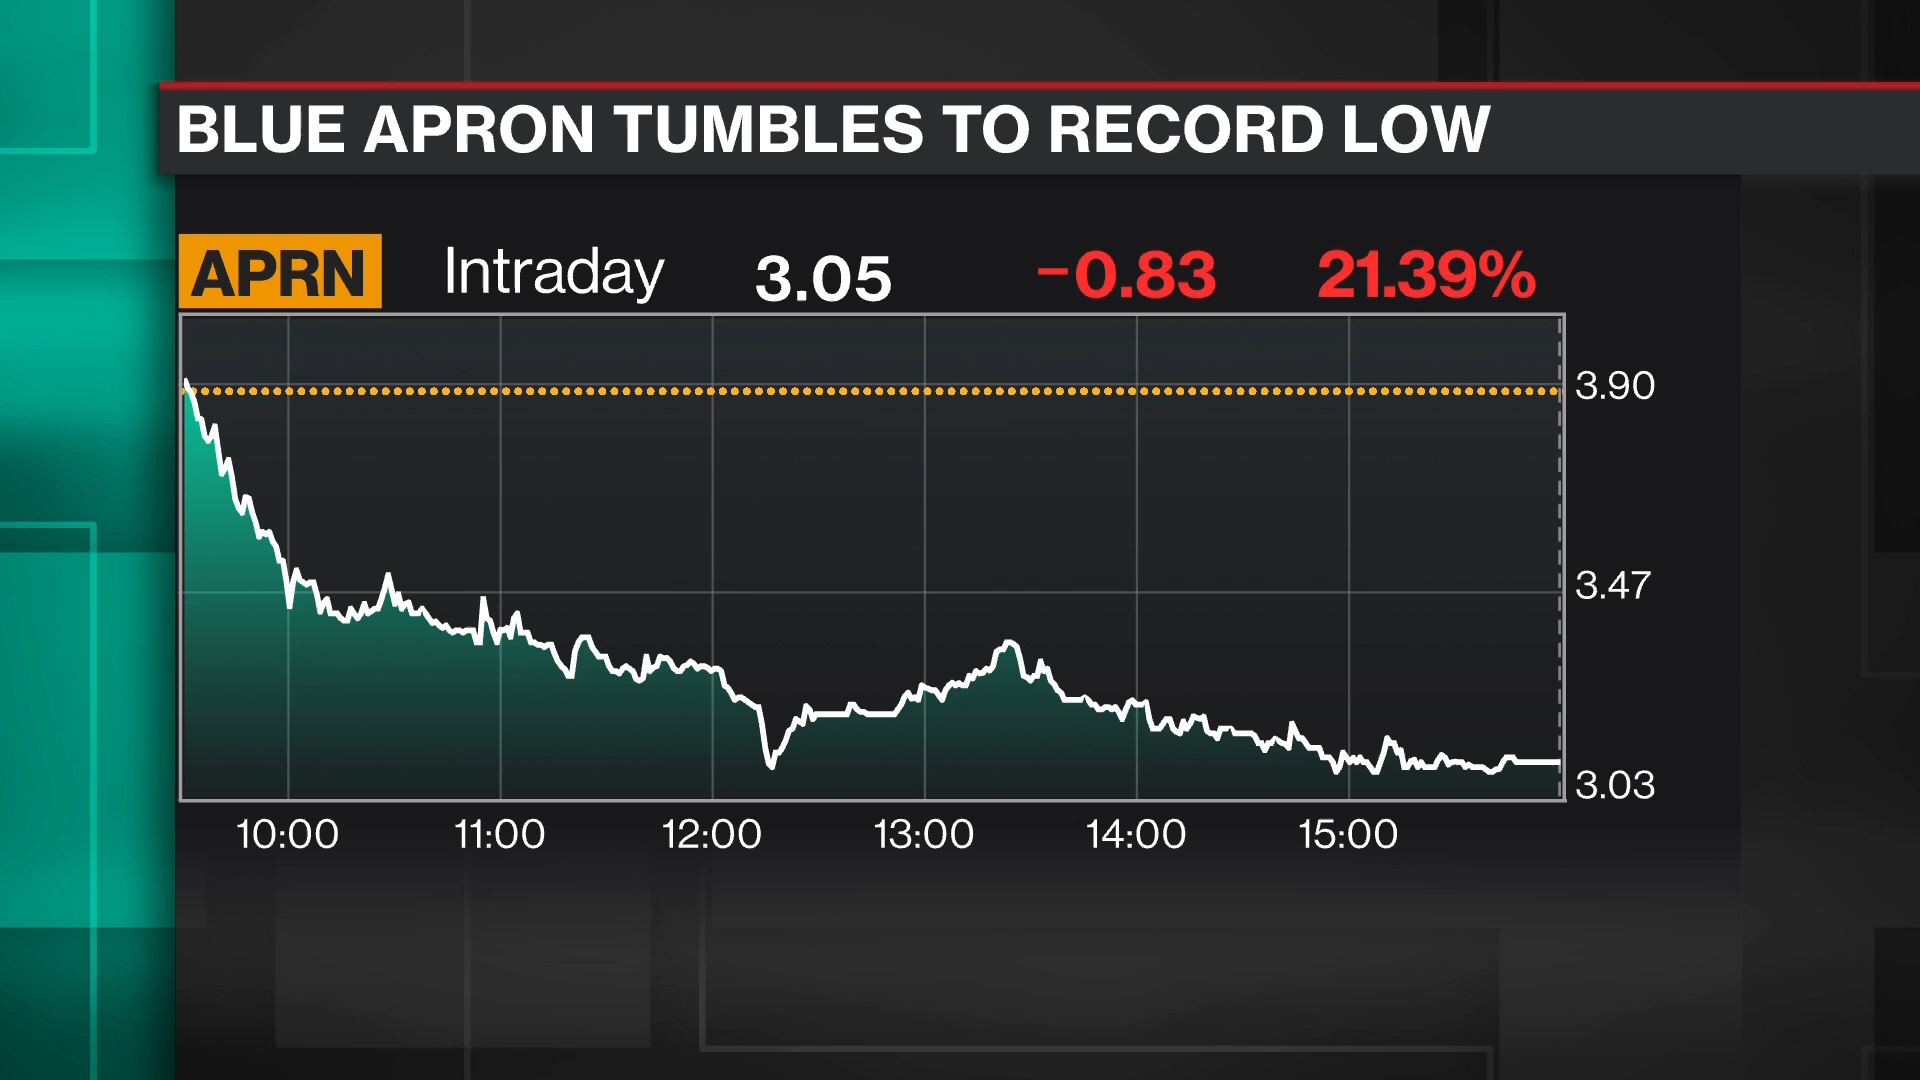 BLUE APRON TUMBLES TO RECORD LOW
APRN Intraday 3.05 -0.83 21.39%
3.90
3.47
3.03
10:00 11:00 12:00 13:00 14:00 15:00